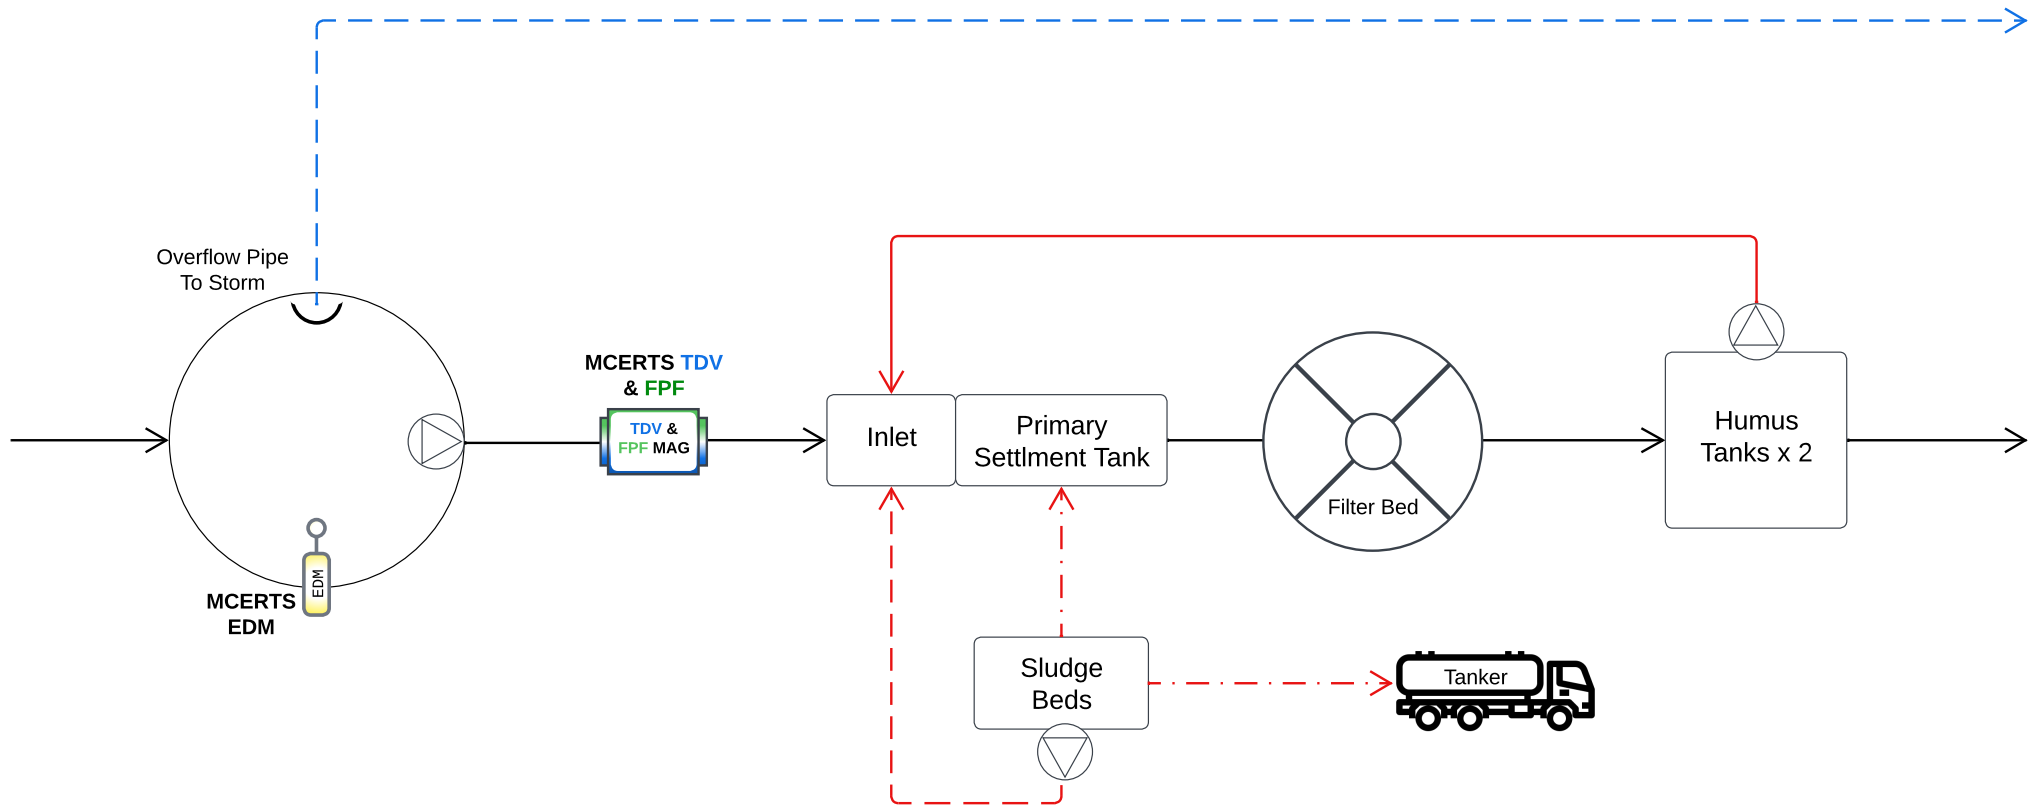 Overflow Pipe
To Storm
MCERTS TDV
& FPF
TDV &
FPF MAG
Inlet
Primary
Settlment Tank
Filter Bed
Humus
Tanks x 2
EDM
MCERTS
EDM
Sludge
Beds
Tanker